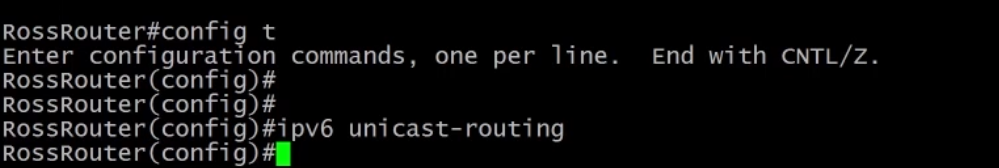 RossRouter#config t
Enter configuration commands, one per line.  End with CNTL/Z.
RossRouter(config)#
RossRouter(config)#
RossRouter(config)#ipv6 unicast-routing
RossRouter(config)#